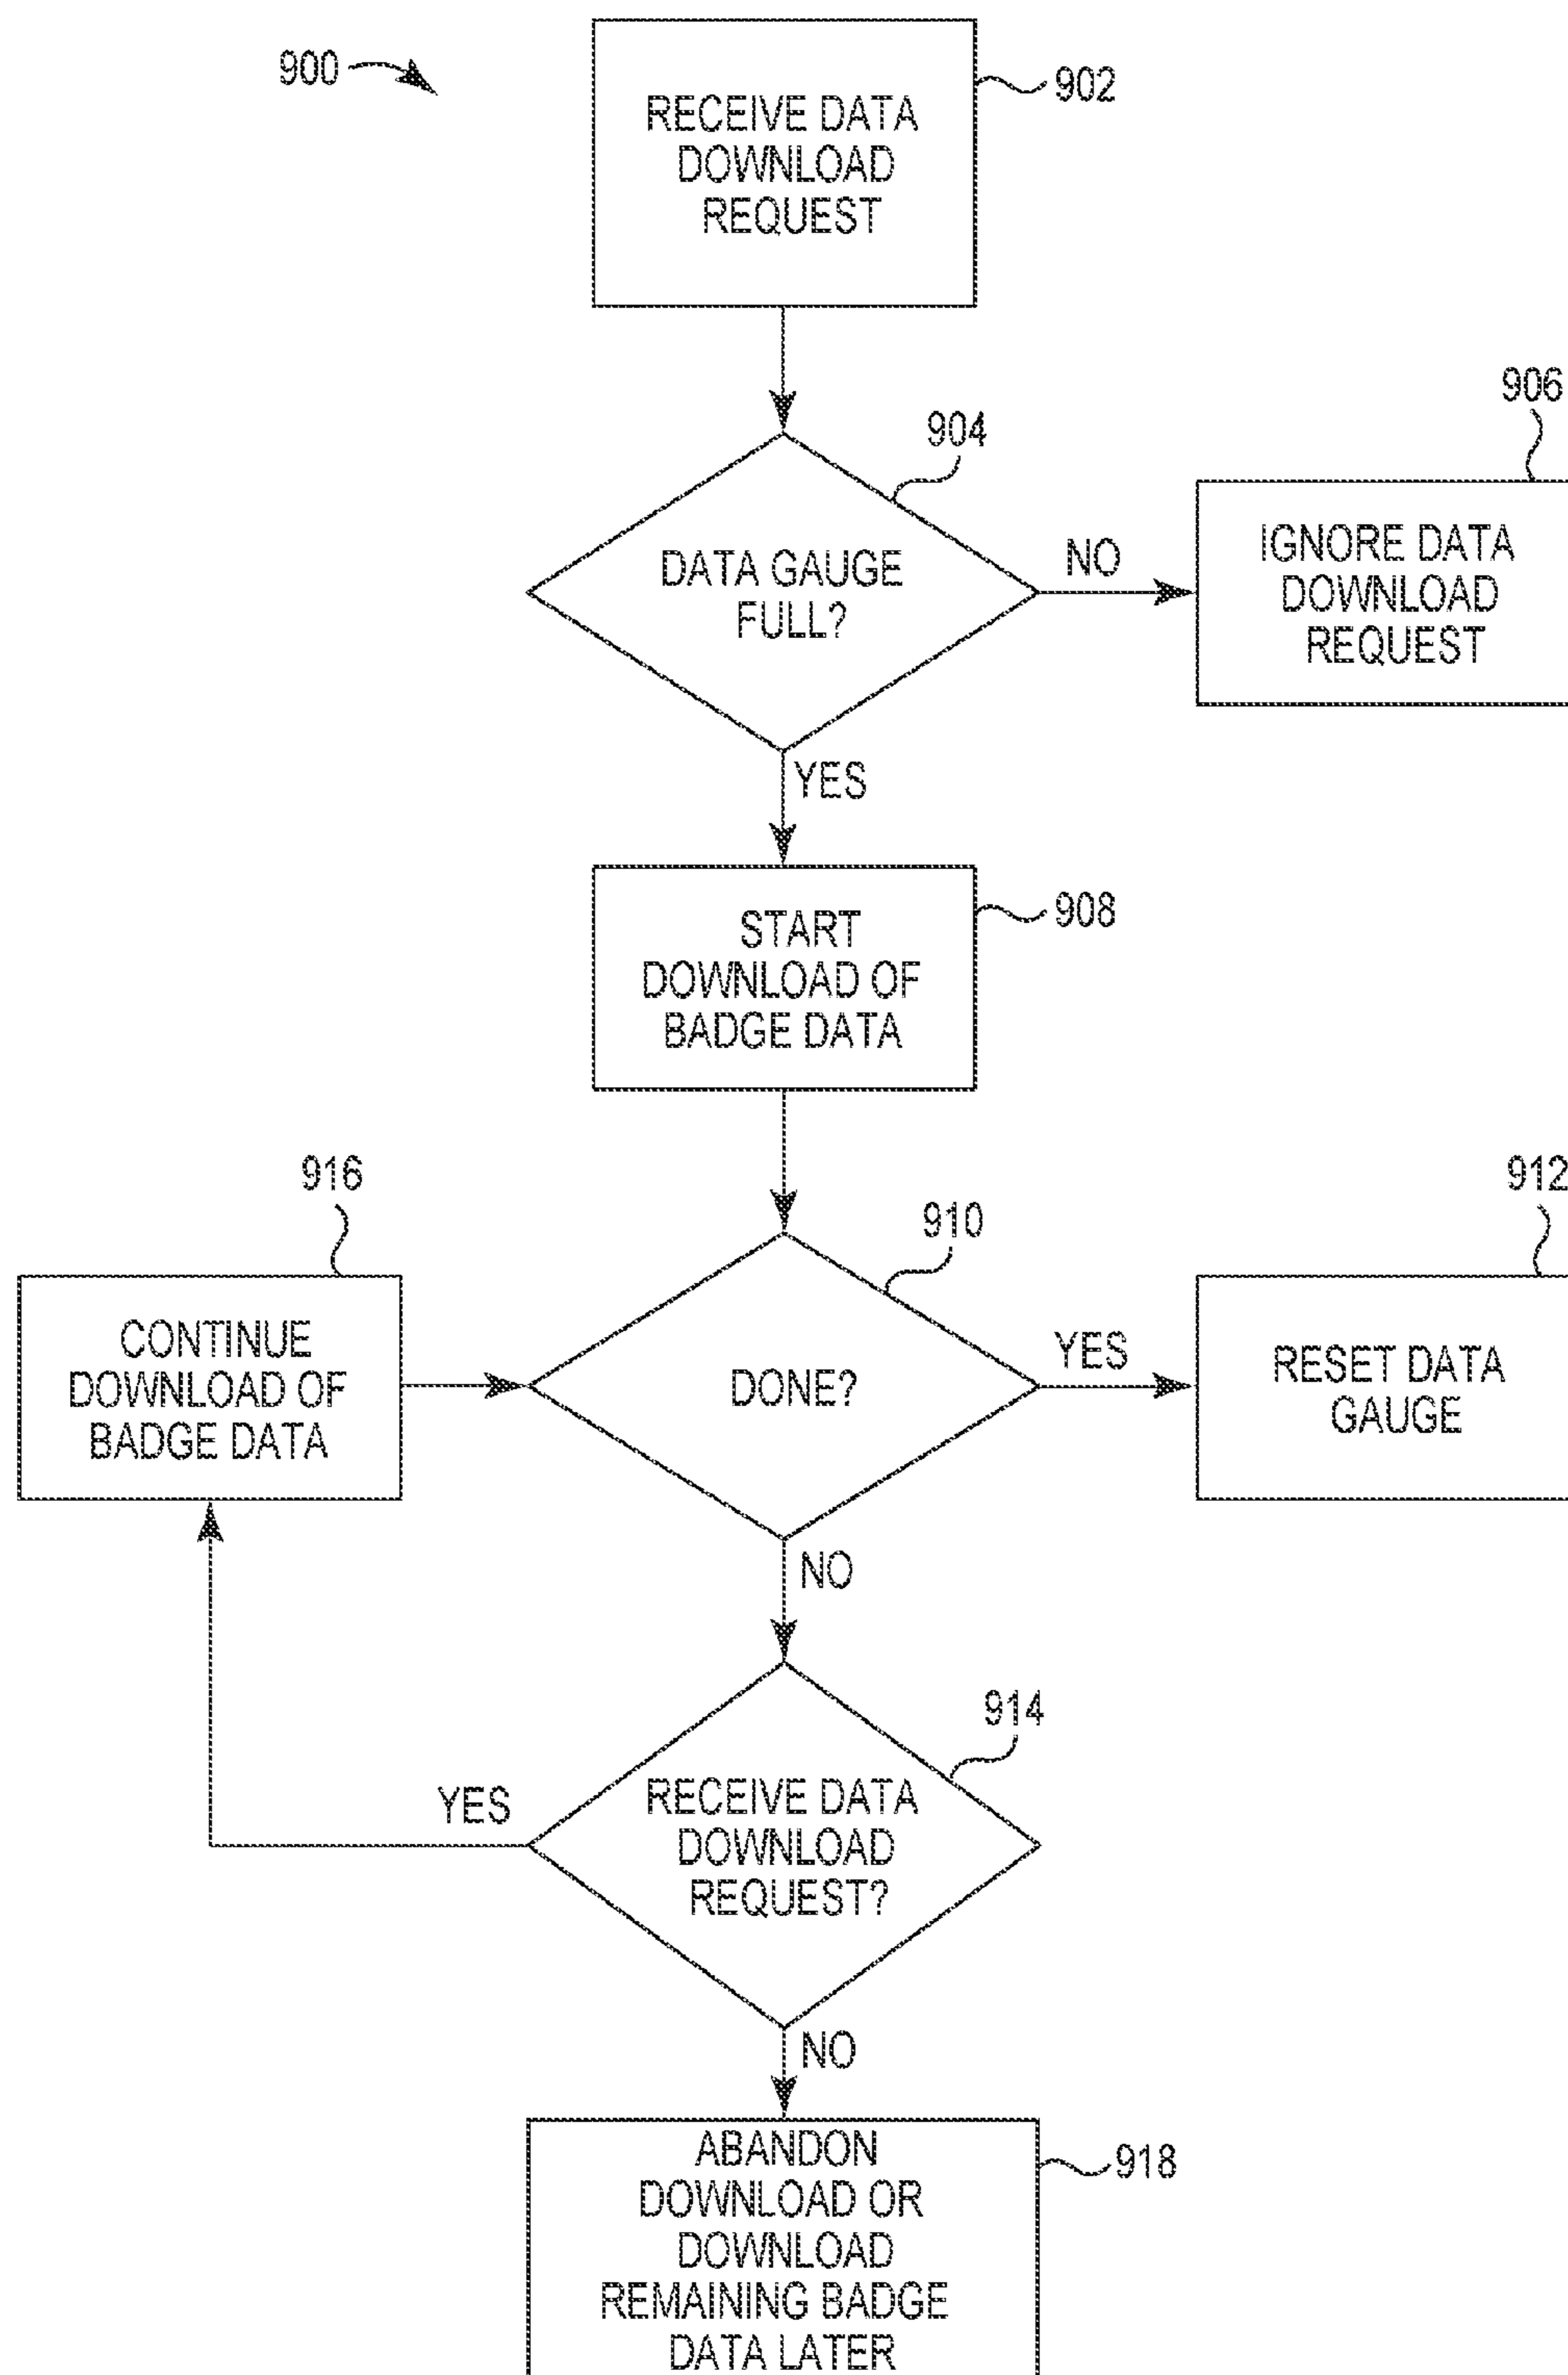 900
902
RECEIVE DATA
DOWNLOAD
REQUEST
904
906
DATA GAUGE
FULL?
NO
IGNORE DATA
DOWNLOAD
REQUEST
YES
908
START
DOWNLOAD OF
BADGE DATA
916
910
912
CONTINUE
DOWNLOAD OF
BADGE DATA
DONE?
YES
RESET DATA
GAUGE
NO
914
YES
RECEIVE DATA
DOWNLOAD
REQUEST?
NO
918
ABANDON
DOWNLOAD OR
DOWNLOAD
REMAINING BADGE
DATA LATER